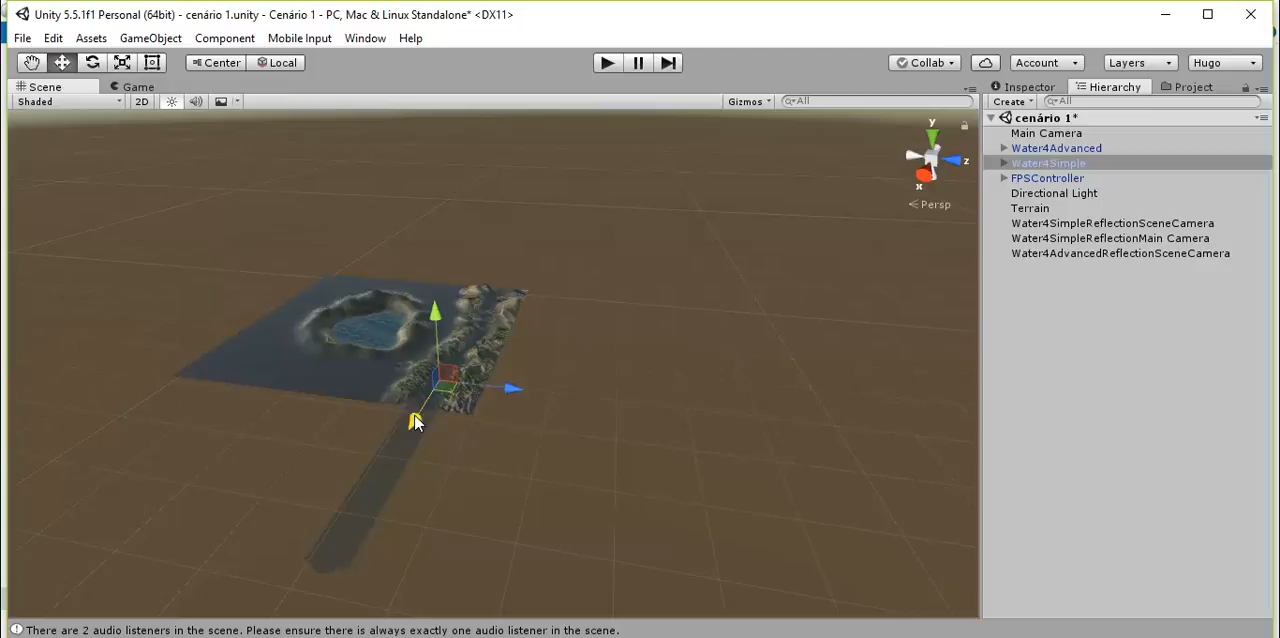 Unity 5.5.1f1 Personal (64bit) - cenário 1.unity - Cenário 1 - PC, Mac & Linux Standalone* <DX11>
File Edit Assets GameObject Component Mobile Input Window Help
Center Local Collab Account Layers Hugo
Scene Game Inspector Hierarchy Project
Shaded 2D Gizmos All Create All
cenário 1*
Main Camera
Water4Advanced
Water4Simple
FPSController
Directional Light
Terrain
Water4SimpleReflectionSceneCamera
Water4SimpleReflectionMain Camera
Water4AdvancedReflectionSceneCamera
y
z
x
Persp
There are 2 audio listeners in the scene. Please ensure there is always exactly one audio listener in the scene.